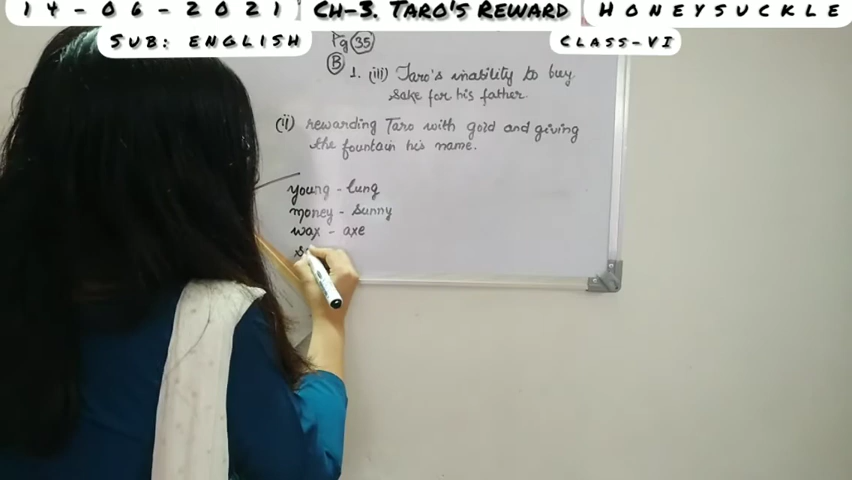 14-06-2021 CH-3. TARO'S REWARD HONEYSUCKLE
SUB: ENGLISH CLASS-VI
Pg 35
B 1. (iii) Taro's inability to buy
sake for his father.
(ii) rewarding Taro with gold and giving
the fountain his name.
young - lung
money - sunny
wax - axe